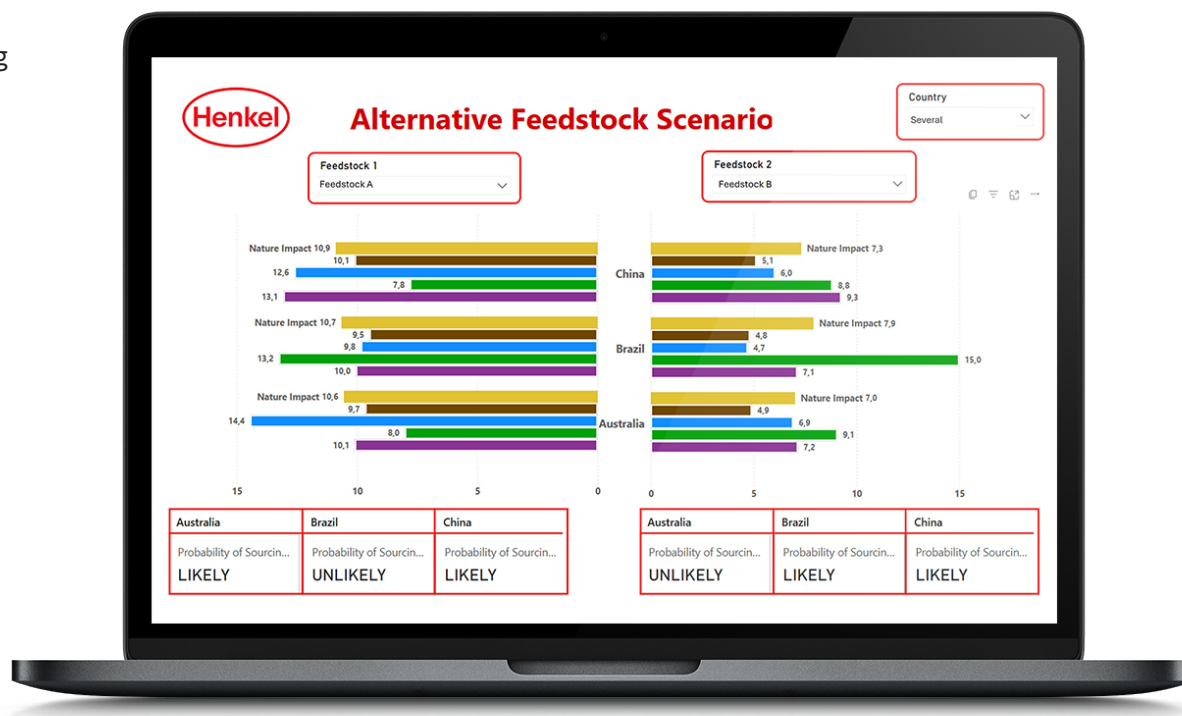 g
Henkel
Alternative Feedstock Scenario
Country
Several
Feedstock 1
Feedstock A
Feedstock 2
Feedstock B
Nature Impact 10,9
10,1
12,6
7,8
13,1
China
Nature Impact 7,3
5,1
6,0
8,8
9,3
Nature Impact 10,7
9,5
9,8
13,2
10,0
Brazil
Nature Impact 7,9
4,8
4,7
15,0
7,1
Nature Impact 10,6
9,7
14,4
8,0
10,1
Australia
Nature Impact 7,0
4,9
6,9
9,1
7,2
15 10 5 0
0 5 10 15
Australia Brazil China
Probability of Sourcin... Probability of Sourcin... Probability of Sourcin...
LIKELY UNLIKELY LIKELY
Australia Brazil China
Probability of Sourcin... Probability of Sourcin... Probability of Sourcin...
UNLIKELY LIKELY LIKELY